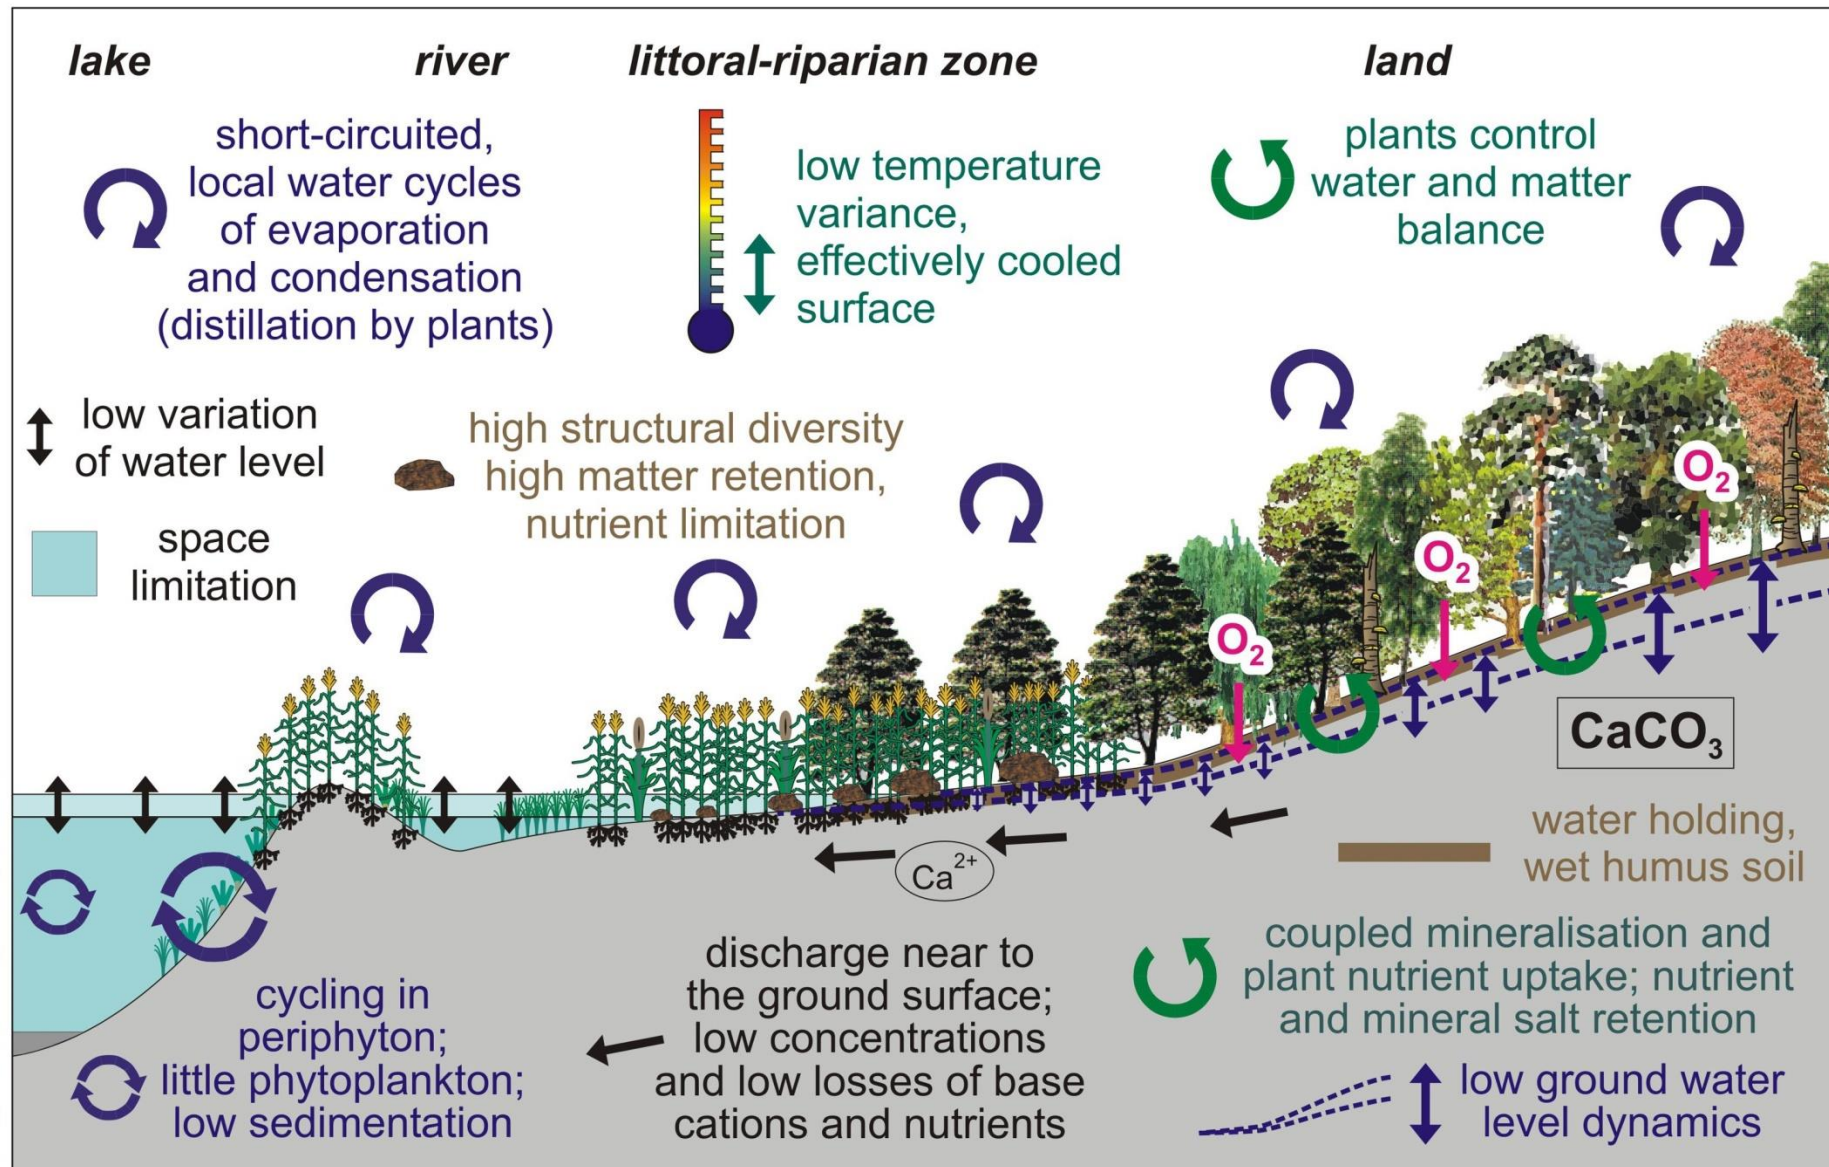 lake
river
littoral-riparian zone
land
short-circuited,
local water cycles
of evaporation
and condensation
(distillation by plants)
low temperature
variance,
effectively cooled
surface
plants control
water and matter
balance
low variation
of water level
high structural diversity
high matter retention,
nutrient limitation
space
limitation
O₂
O₂
O₂
CaCO₃
Ca²⁺
water holding,
wet humus soil
cycling in
periphyton;
little phytoplankton;
low sedimentation
discharge near to
the ground surface;
low concentrations
and low losses of base
cations and nutrients
coupled mineralisation and
plant nutrient uptake; nutrient
and mineral salt retention
low ground water
level dynamics